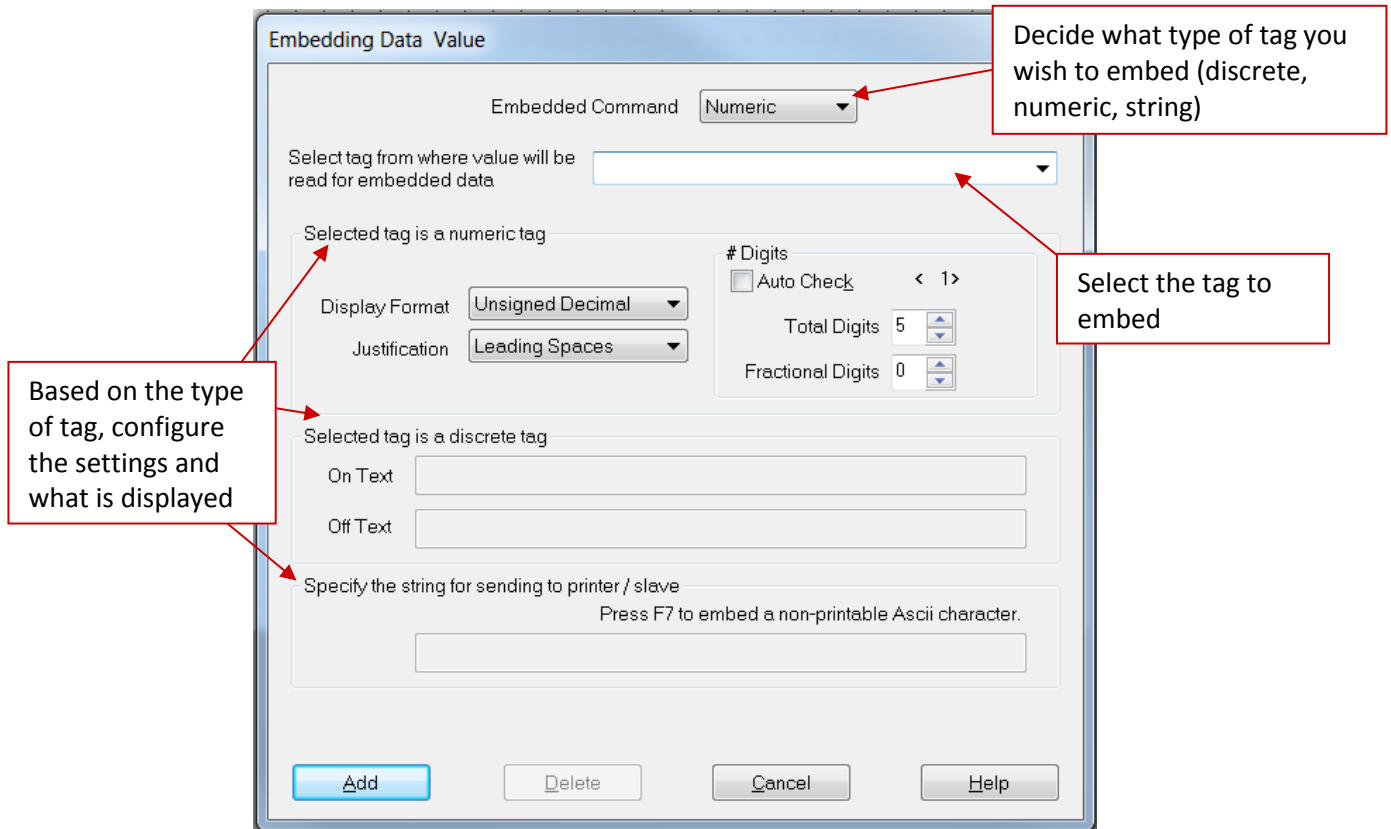 Embedding Data  Value
Decide what type of tag you
wish to embed (discrete,
numeric, string)
Embedded Command
Numeric
Select tag from where value will be
read for embedded data
Select the tag to
embed
Selected tag is a numeric tag
Display Format
Unsigned Decimal
Justification
Leading Spaces
# Digits
Auto Check
< 1>
Total Digits
5
Fractional Digits
0
Based on the type
of tag, configure
the settings and
what is displayed
Selected tag is a discrete tag
On Text
Off Text
Specify the string for sending to printer / slave
Press F7 to embed a non-printable Ascii character.
Add
Delete
Cancel
Help